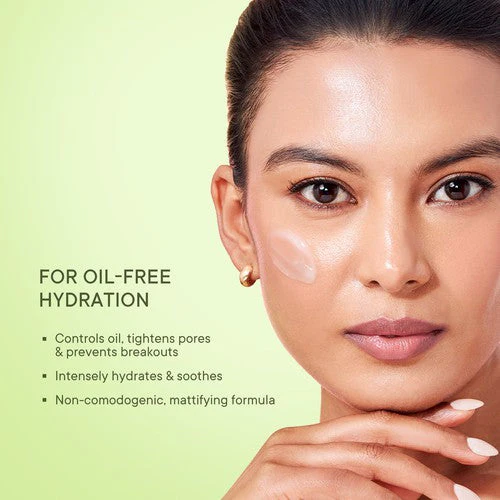 FOR OIL-FREE
HYDRATION
▪ Controls oil, tightens pores
& prevents breakouts
▪ Intensely hydrates & soothes
▪ Non-comodogenic, mattifying formula